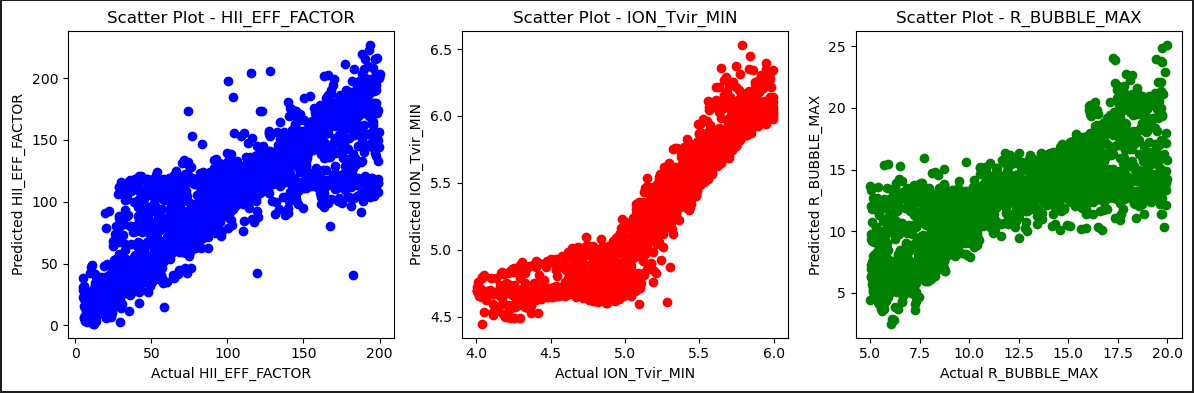 Scatter Plot - HII_EFF_FACTOR
Predicted HII_EFF_FACTOR
200
150
100
50
0
0 50 100 150 200
Actual HII_EFF_FACTOR
Scatter Plot - ION_Tvir_MIN
Predicted ION_Tvir_MIN
6.5
6.0
5.5
5.0
4.5
4.0 4.5 5.0 5.5 6.0
Actual ION_Tvir_MIN
Scatter Plot - R_BUBBLE_MAX
Predicted R_BUBBLE_MAX
25
20
15
10
5
5.0 7.5 10.0 12.5 15.0 17.5 20.0
Actual R_BUBBLE_MAX